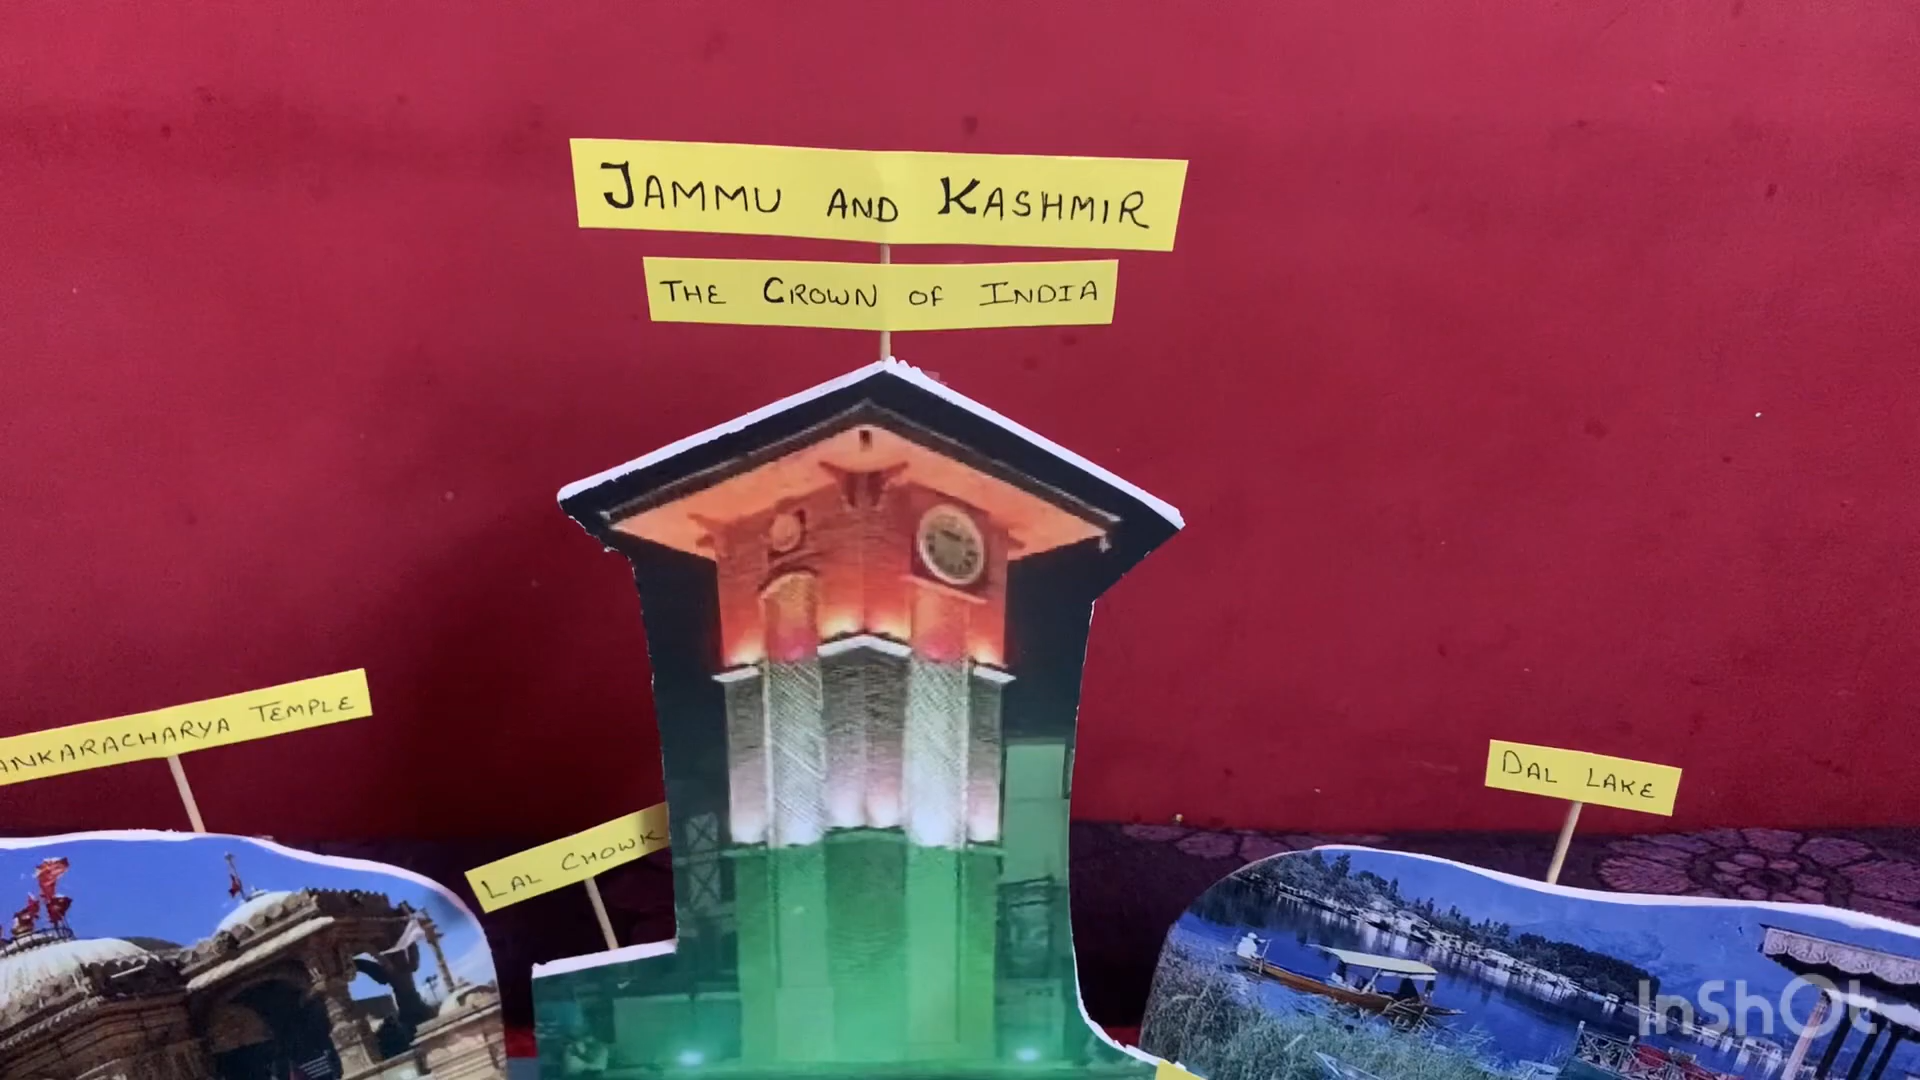 JAMMU AND KASHMIR
THE CROWN OF INDIA
ANKARACHARYA TEMPLE
LAL CHOWK
DAL LAKE
InShOt